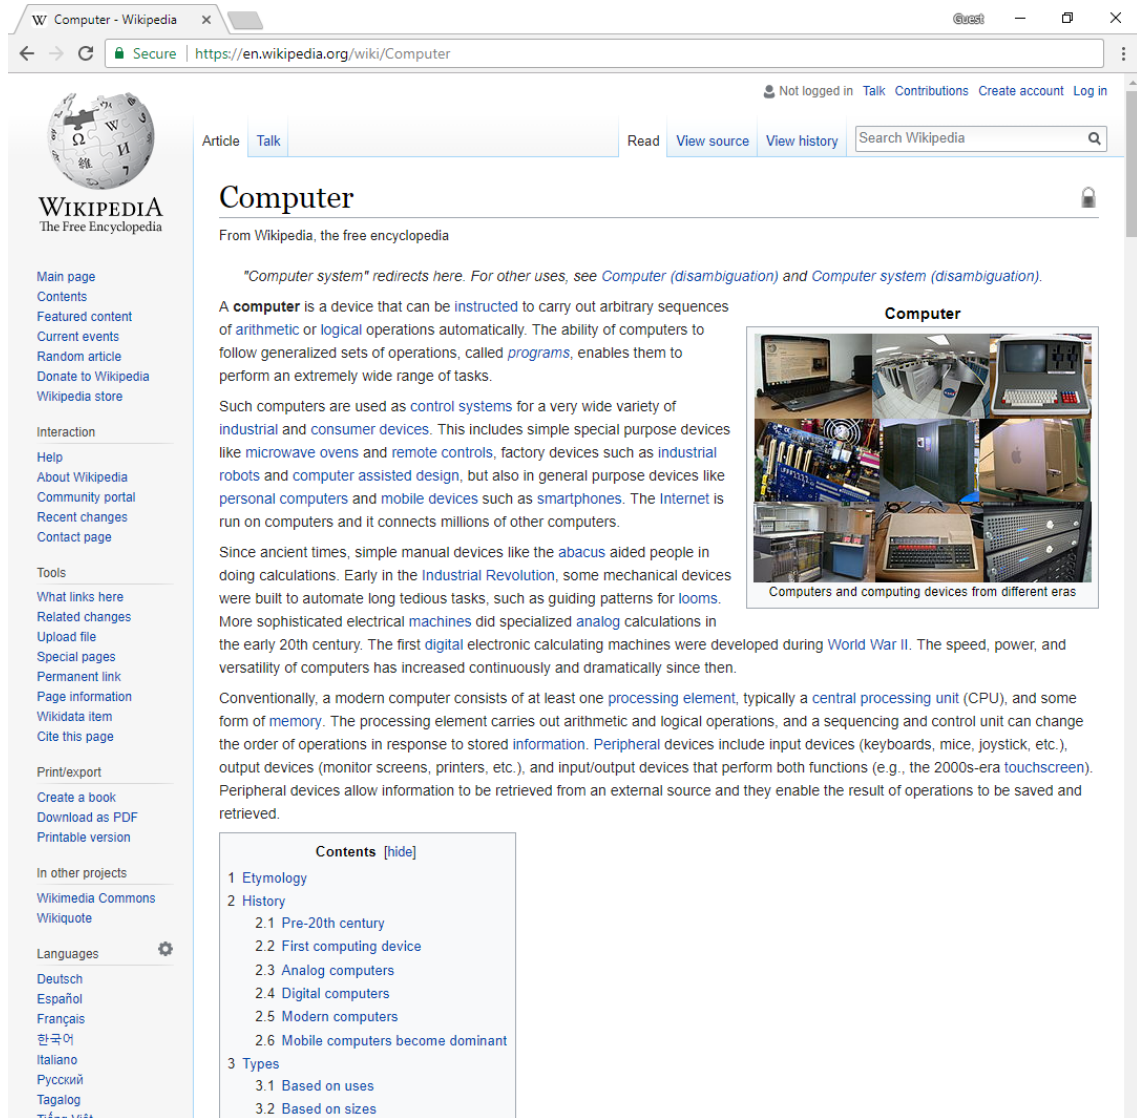 Computer - Wikipedia
Guest
Secure
https://en.wikipedia.org/wiki/Computer
Not logged in Talk Contributions Create account Log in
WIKIPEDIA
The Free Encyclopedia
Article Talk
Read View source View history
Search Wikipedia
Main page
Contents
Featured content
Current events
Random article
Donate to Wikipedia
Wikipedia store
Interaction
Help
About Wikipedia
Community portal
Recent changes
Contact page
Tools
What links here
Related changes
Upload file
Special pages
Permanent link
Page information
Wikidata item
Cite this page
Print/export
Create a book
Download as PDF
Printable version
In other projects
Wikimedia Commons
Wikiquote
Languages
Deutsch
Español
Français
한국어
Italiano
Русский
Tagalog
Tiếng Việt
Computer
From Wikipedia, the free encyclopedia
"Computer system" redirects here. For other uses, see Computer (disambiguation) and Computer system (disambiguation).
A computer is a device that can be instructed to carry out arbitrary sequences
of arithmetic or logical operations automatically. The ability of computers to
follow generalized sets of operations, called programs, enables them to
perform an extremely wide range of tasks.
Such computers are used as control systems for a very wide variety of
industrial and consumer devices. This includes simple special purpose devices
like microwave ovens and remote controls, factory devices such as industrial
robots and computer assisted design, but also in general purpose devices like
personal computers and mobile devices such as smartphones. The Internet is
run on computers and it connects millions of other computers.
Since ancient times, simple manual devices like the abacus aided people in
doing calculations. Early in the Industrial Revolution, some mechanical devices
were built to automate long tedious tasks, such as guiding patterns for looms.
More sophisticated electrical machines did specialized analog calculations in
the early 20th century. The first digital electronic calculating machines were developed during World War II. The speed, power, and
versatility of computers has increased continuously and dramatically since then.
Conventionally, a modern computer consists of at least one processing element, typically a central processing unit (CPU), and some
form of memory. The processing element carries out arithmetic and logical operations, and a sequencing and control unit can change
the order of operations in response to stored information. Peripheral devices include input devices (keyboards, mice, joystick, etc.),
output devices (monitor screens, printers, etc.), and input/output devices that perform both functions (e.g., the 2000s-era touchscreen).
Peripheral devices allow information to be retrieved from an external source and they enable the result of operations to be saved and
retrieved.
Computer
Computers and computing devices from different eras
Contents [hide]
1 Etymology
2 History
2.1 Pre-20th century
2.2 First computing device
2.3 Analog computers
2.4 Digital computers
2.5 Modern computers
2.6 Mobile computers become dominant
3 Types
3.1 Based on uses
3.2 Based on sizes